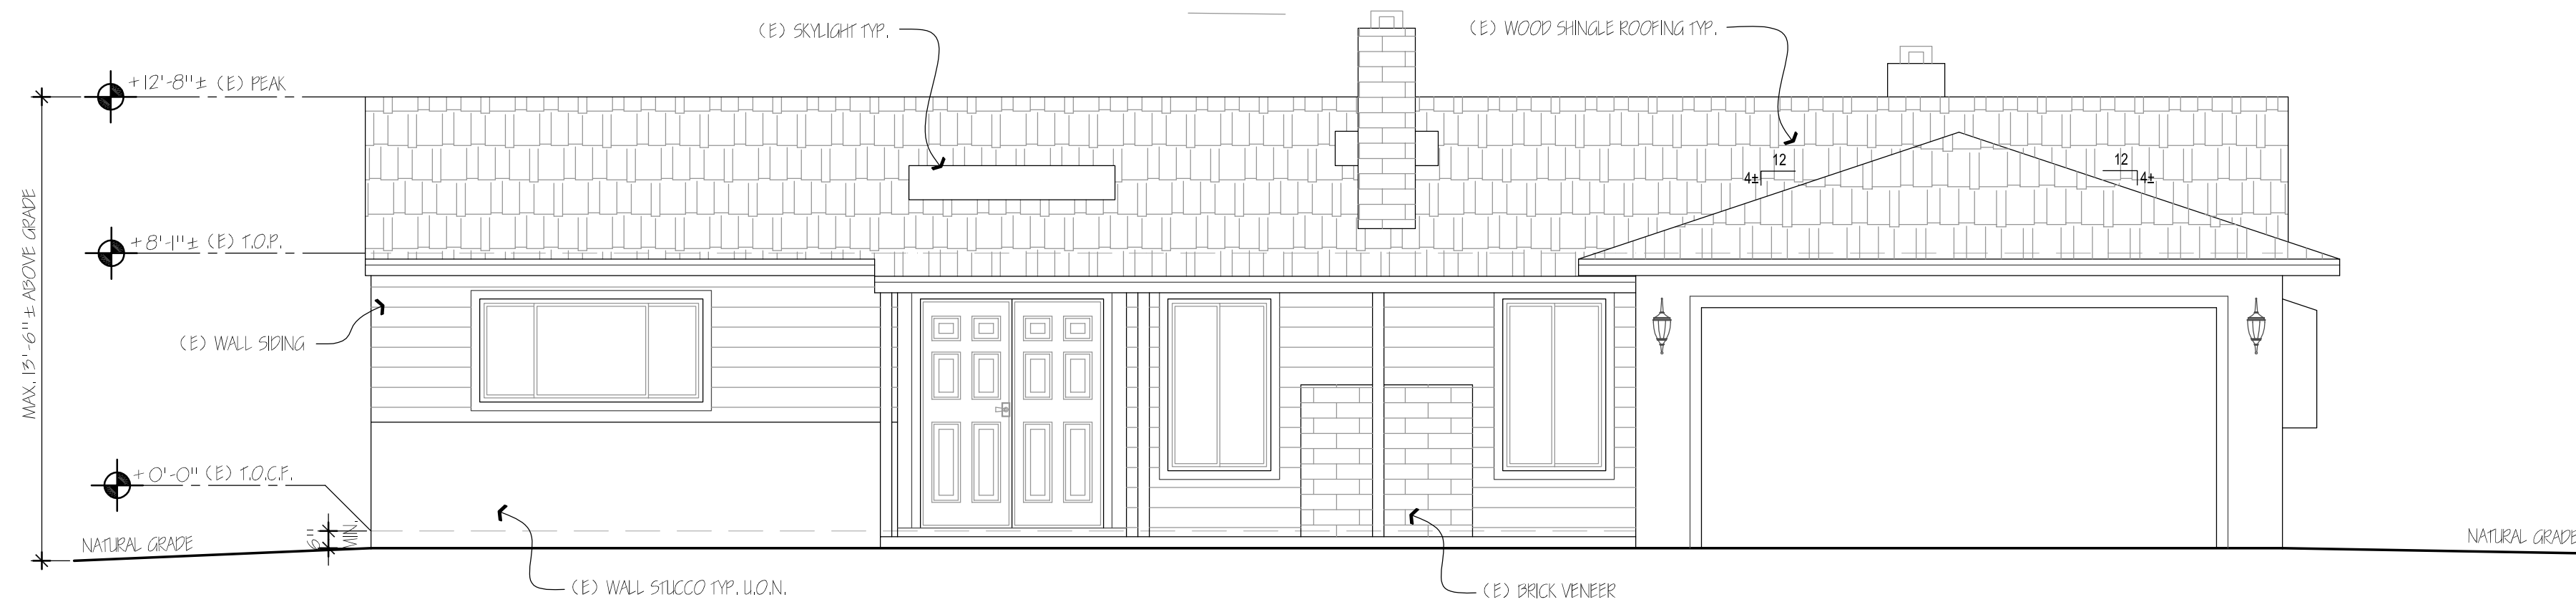 (E) SKYLIGHT TYP.
(E) WOOD SHINGLE ROOFING TYP.
+12'-8"± (E) PEAK
12
4±
12
4±
+8'-1"± (E) T.O.P.
MAX. 13'-6"± ABOVE GRADE
(E) WALL SIDING
+0'-0" (E) T.O.C.F.
6"
MIN.
NATURAL GRADE
NATURAL GRADE
(E) WALL STUCCO TYP. U.O.N.
(E) BRICK VENEER